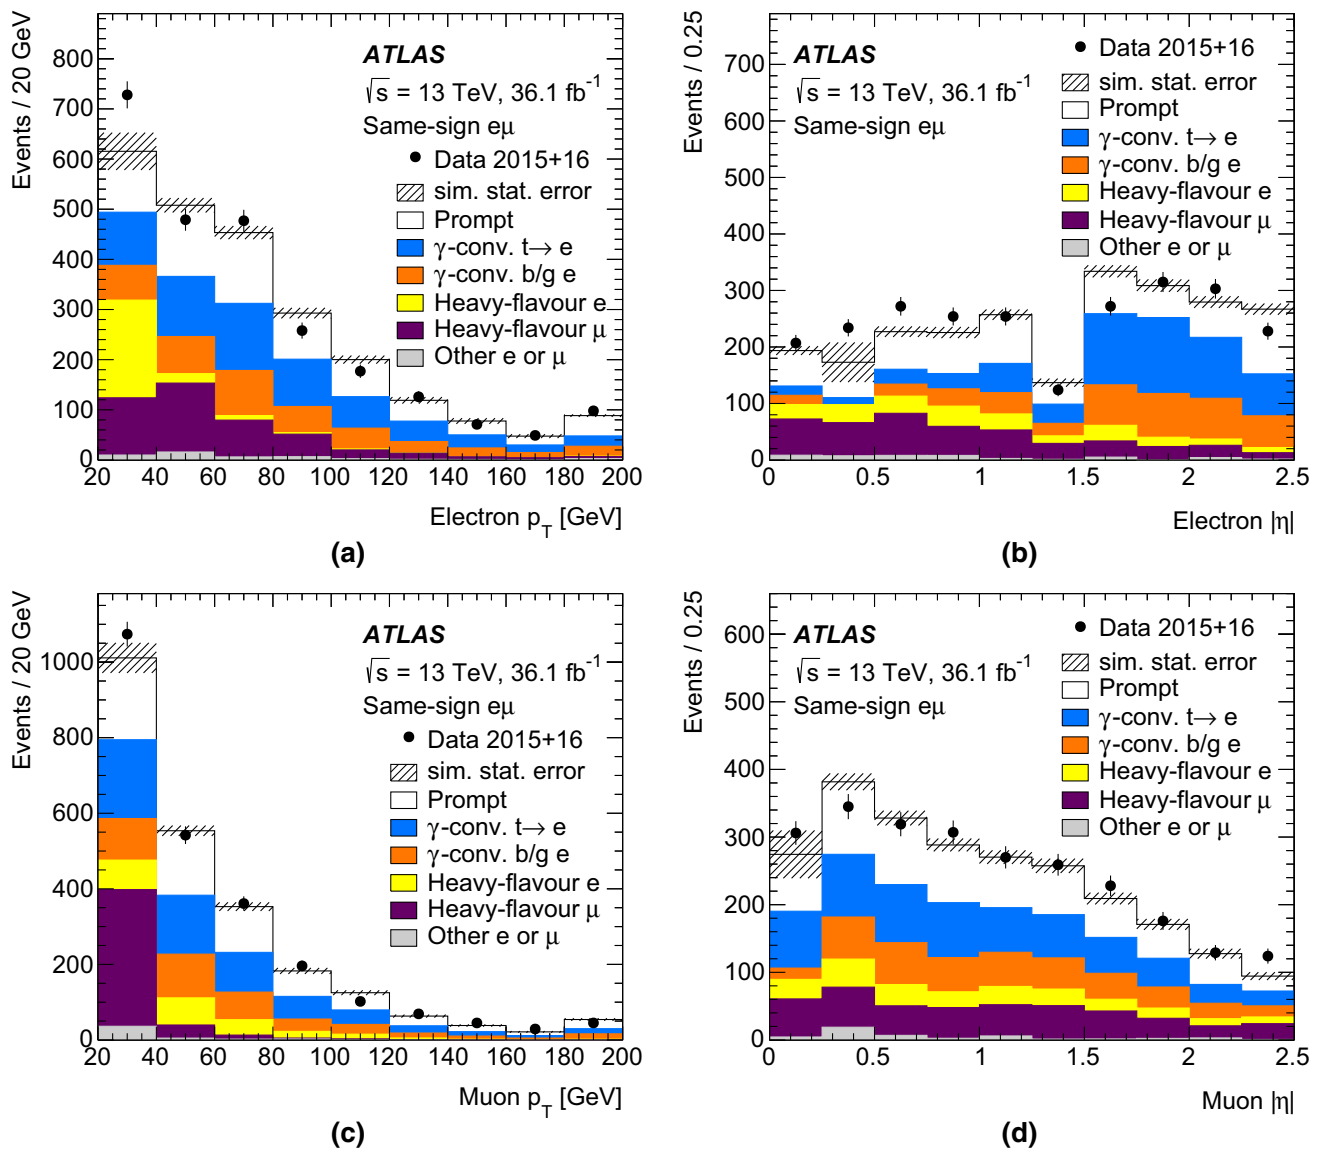 Events / 20 GeV
800
700
600
500
400
300
200
100
0
20 40 60 80 100 120 140 160 180 200
Electron p_T [GeV]
ATLAS
√s = 13 TeV, 36.1 fb⁻¹
Same-sign eμ
Data 2015+16
sim. stat. error
Prompt
γ-conv. t→ e
γ-conv. b/g e
Heavy-flavour e
Heavy-flavour μ
Other e or μ
(a)
Events / 0.25
700
600
500
400
300
200
100
0
0 0.5 1 1.5 2 2.5
Electron |η|
ATLAS
√s = 13 TeV, 36.1 fb⁻¹
Same-sign eμ
Data 2015+16
sim. stat. error
Prompt
γ-conv. t→ e
γ-conv. b/g e
Heavy-flavour e
Heavy-flavour μ
Other e or μ
(b)
Events / 20 GeV
1000
800
600
400
200
0
20 40 60 80 100 120 140 160 180 200
Muon p_T [GeV]
ATLAS
√s = 13 TeV, 36.1 fb⁻¹
Same-sign eμ
Data 2015+16
sim. stat. error
Prompt
γ-conv. t→ e
γ-conv. b/g e
Heavy-flavour e
Heavy-flavour μ
Other e or μ
(c)
Events / 0.25
600
500
400
300
200
100
0
0 0.5 1 1.5 2 2.5
Muon |η|
ATLAS
√s = 13 TeV, 36.1 fb⁻¹
Same-sign eμ
Data 2015+16
sim. stat. error
Prompt
γ-conv. t→ e
γ-conv. b/g e
Heavy-flavour e
Heavy-flavour μ
Other e or μ
(d)